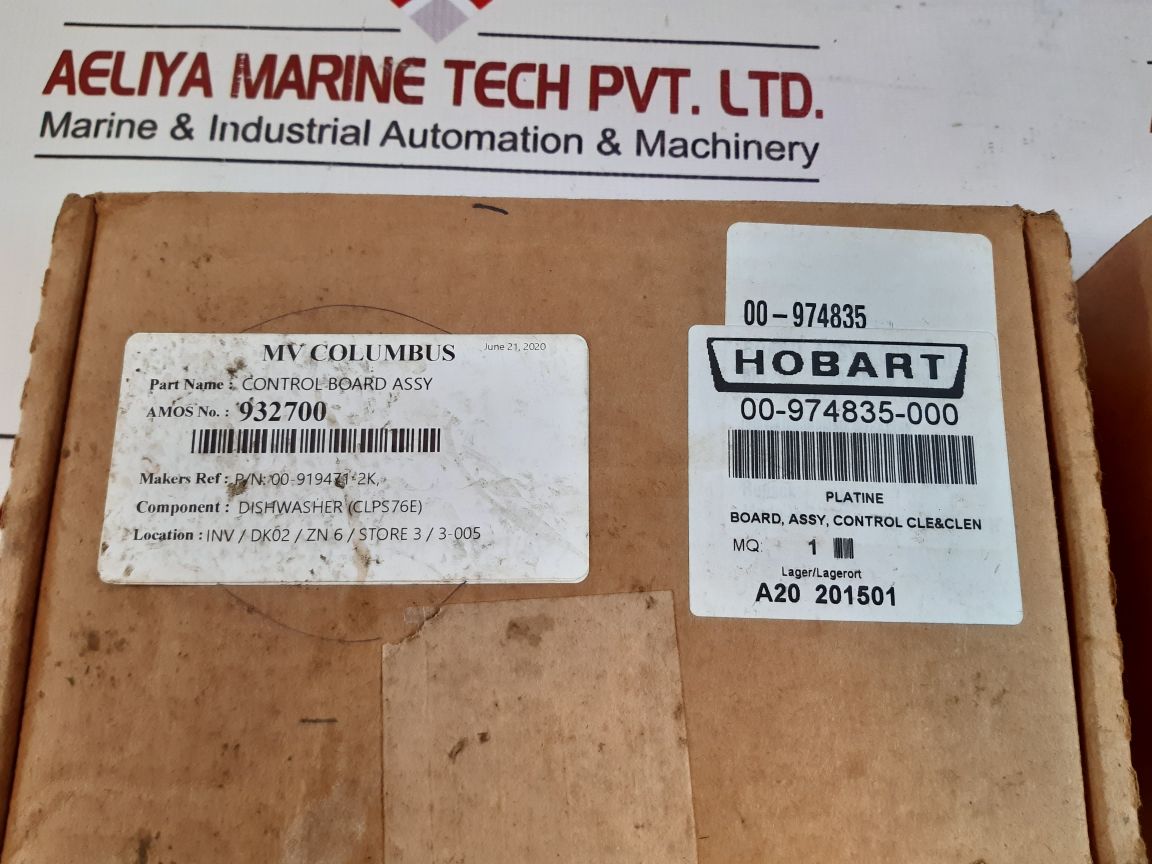 AELIYA MARINE TECH PVT. LTD.
Marine & Industrial Automation & Machinery
00-974835
MV COLUMBUS
June 21, 2020
Part Name : CONTROL BOARD ASSY
AMOS No. : 932700
Makers Ref : P/N: 00-919471-2K,
Component : DISHWASHER (CLPS76E)
Location : INV / DK02 / ZN 6 / STORE 3 / 3-005
HOBART
00-974835-000
PLATINE
BOARD, ASSY, CONTROL CLE&CLEN
MQ: 1
Lager/Lagerort
A20 201501